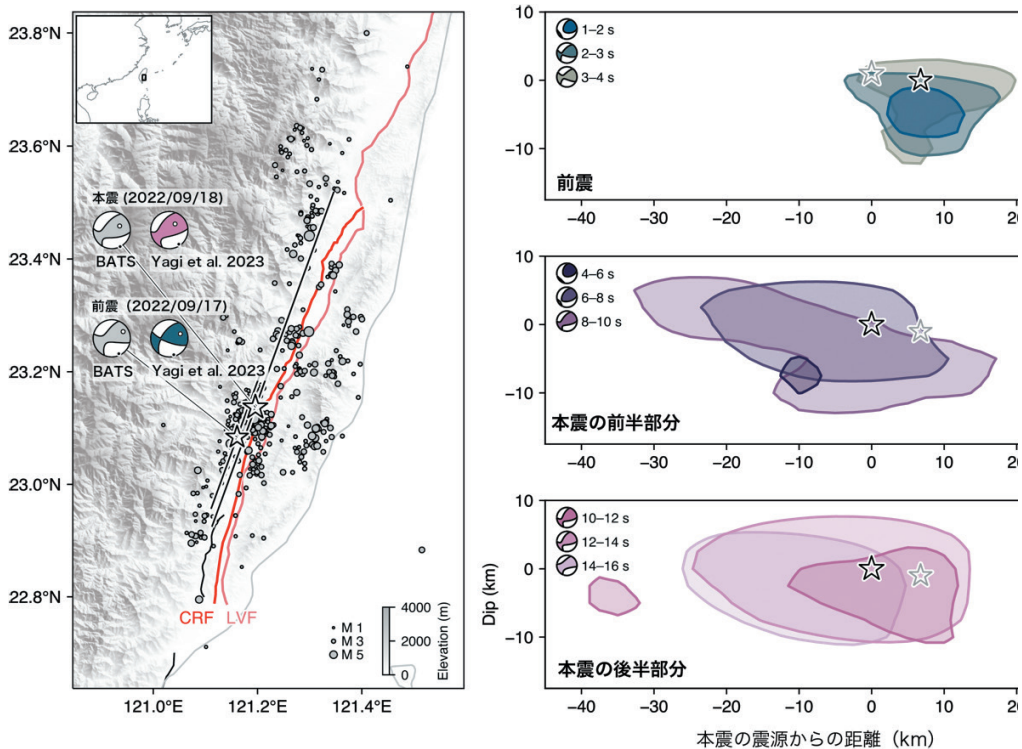 23.8°N
23.6°N
23.4°N
23.2°N
23.0°N
22.8°N
本震 (2022/09/18)
BATS Yagi et al. 2023
前震 (2022/09/17)
BATS Yagi et al. 2023
CRF LVF
M 1
M 3
M 5
4000
2000
0
Elevation (m)
121.0°E 121.2°E 121.4°E
10
0
−10
1–2 s
2–3 s
3–4 s
前震
−40 −30 −20 −10 0 10 20
10
0
−10
4–6 s
6–8 s
8–10 s
本震の前半部分
−40 −30 −20 −10 0 10 20
10
0
−10
Dip (km)
10–12 s
12–14 s
14–16 s
本震の後半部分
−40 −30 −20 −10 0 10 20
本震の震源からの距離（km）